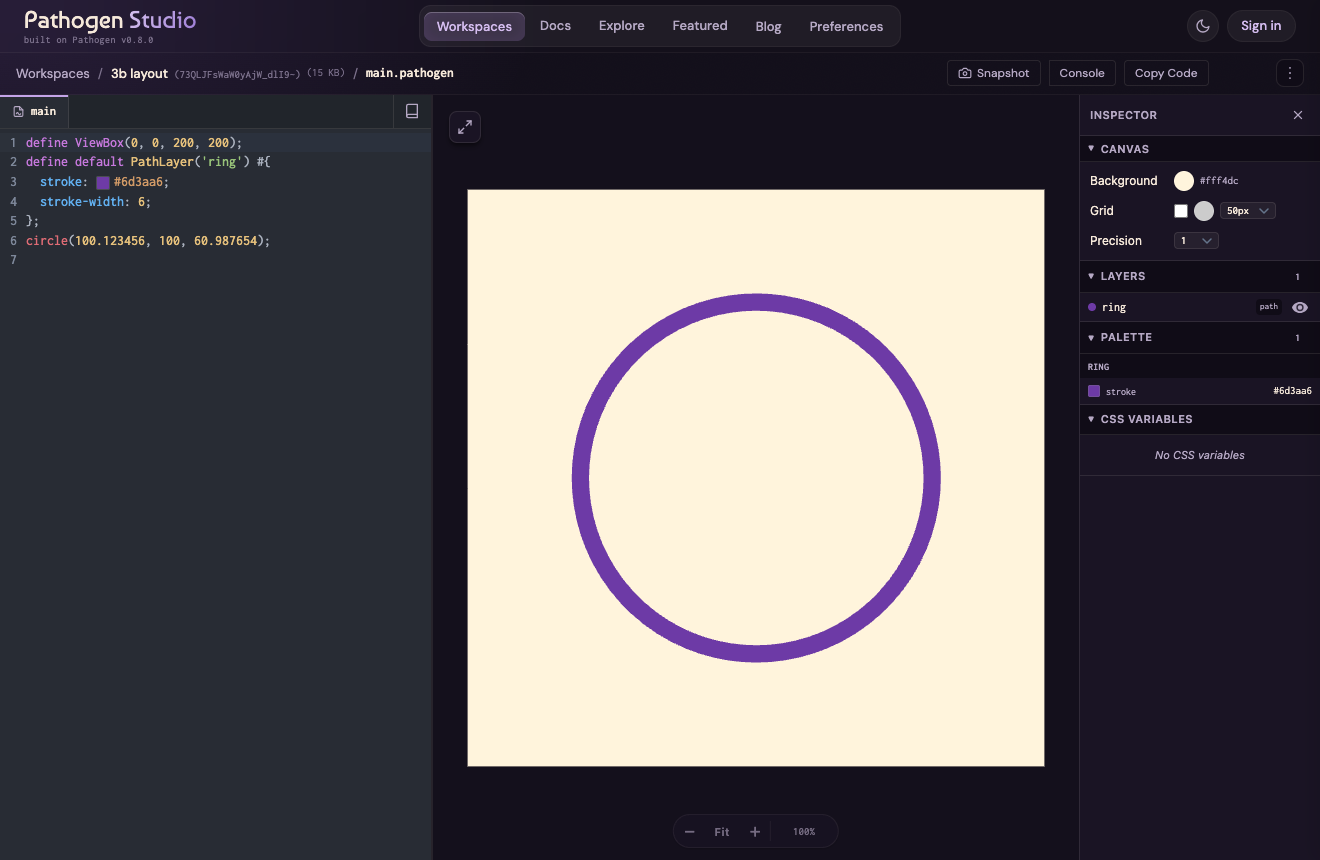 Pathogen Studio
built on Pathogen v0.8.0
Workspaces Docs Explore Featured Blog Preferences
Sign in
Workspaces / 3b layout (73QLJFsWaW0yAjW_dlI9-) (15 KB) / main.pathogen
Snapshot Console Copy Code
main
1 define ViewBox(0, 0, 200, 200);
2 define default PathLayer('ring') #{
3 stroke: #6d3aa6;
4 stroke-width: 6;
5 };
6 circle(100.123456, 100, 60.987654);
7
Fit 100%
INSPECTOR
CANVAS
Background #fff4dc
Grid 50px
Precision 1
LAYERS 1
ring path
PALETTE 1
RING
stroke #6d3aa6
CSS VARIABLES
No CSS variables